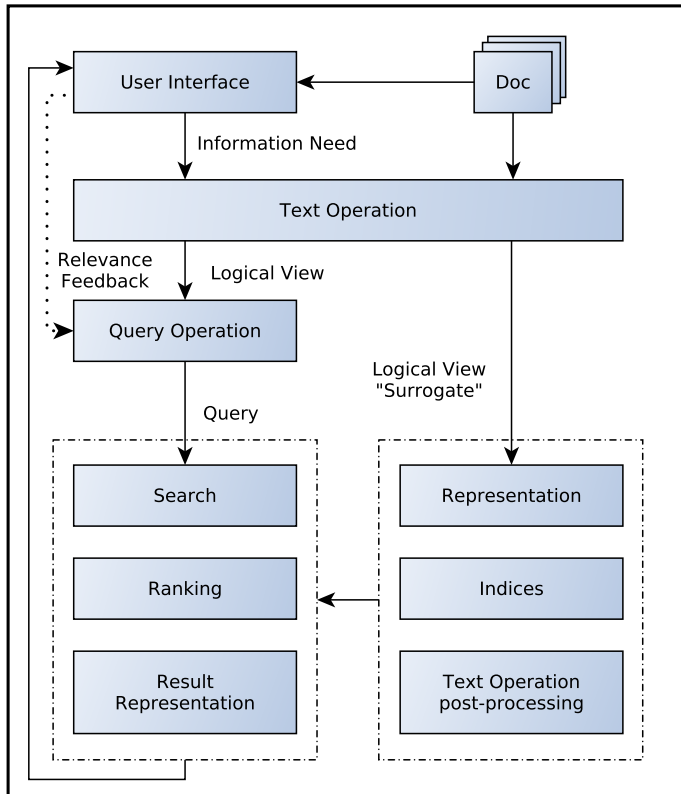 User Interface
Doc
Information Need
Text Operation
Relevance
Feedback
Logical View
Query Operation
Logical View
"Surrogate"
Query
Search
Representation
Ranking
Indices
Result
Representation
Text Operation
post-processing